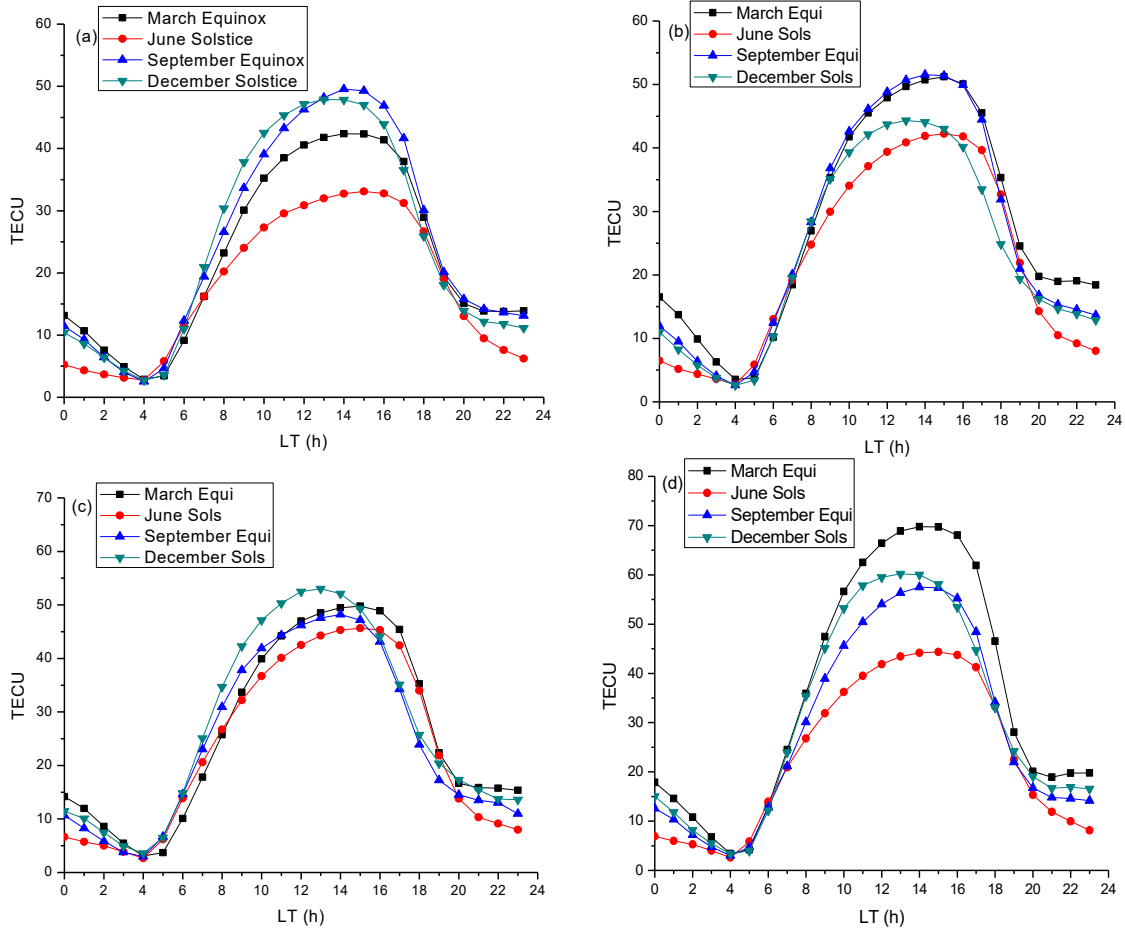 (a)
March Equinox
June Solstice
September Equinox
December Solstice
60
50
40
30
20
10
0
TECU
0 2 4 6 8 10 12 14 16 18 20 22 24
LT (h)
(b)
March Equi
June Sols
September Equi
December Sols
60
50
40
30
20
10
0
TECU
0 2 4 6 8 10 12 14 16 18 20 22 24
LT (h)
(c)
March Equi
June Sols
September Equi
December Sols
70
60
50
40
30
20
10
0
TECU
0 2 4 6 8 10 12 14 16 18 20 22 24
LT (h)
(d)
March Equi
June Sols
September Equi
December Sols
80
70
60
50
40
30
20
10
0
TECU
0 2 4 6 8 10 12 14 16 18 20 22 24
LT (h)